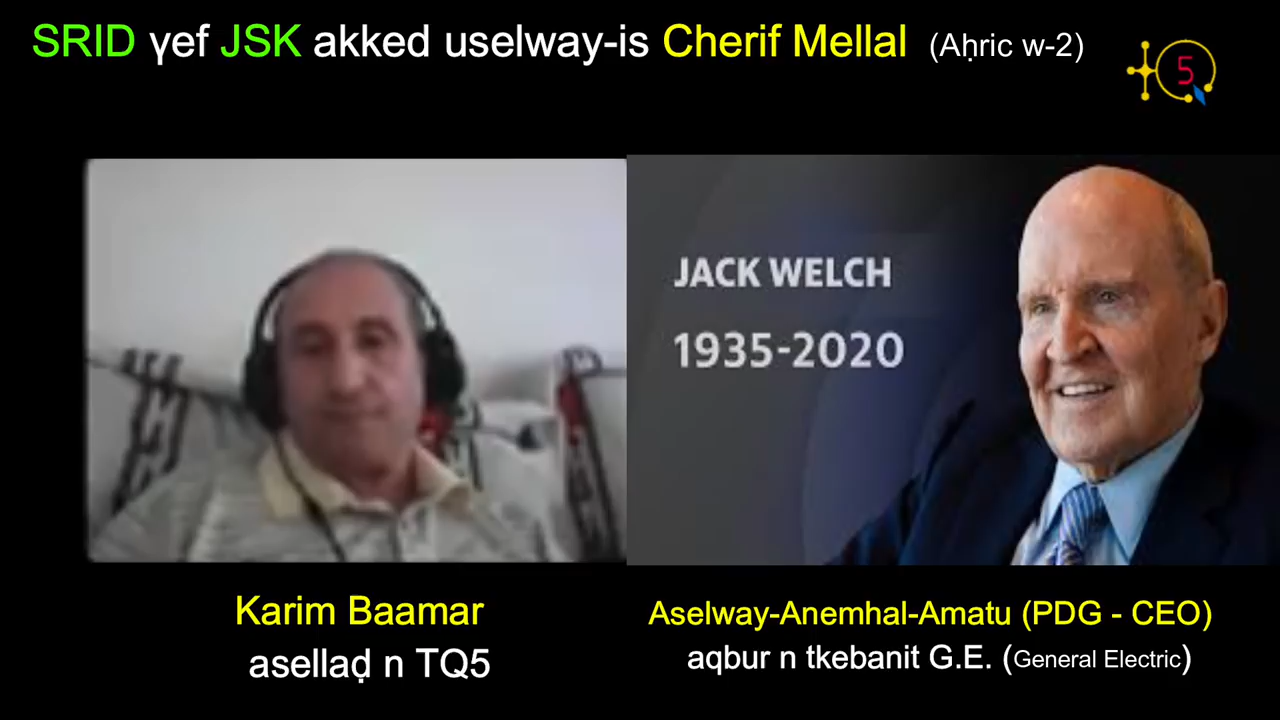 SRID γef JSK akked uselway-is Cherif Mellal (Aḥric w-2)
5
JACK WELCH
1935-2020
Karim Baamar
asellaḍ n TQ5
Aselway-Anemhal-Amatu (PDG - CEO)
aqbur n tkebanit G.E. (General Electric)